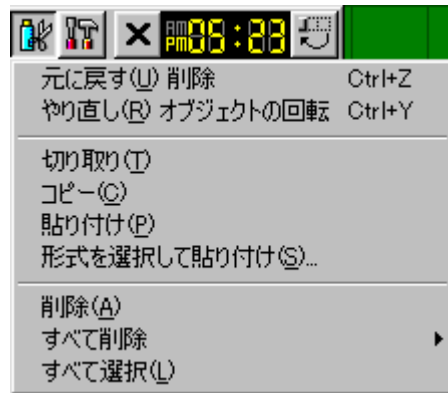 AM
PM 05:23
元に戻す(U) 削除 Ctrl+Z
やり直し(R) オブジェクトの回転 Ctrl+Y
切り取り(T)
コピー(C)
貼り付け(P)
形式を選択して貼り付け(S)...
削除(A)
すべて削除
すべて選択(L)